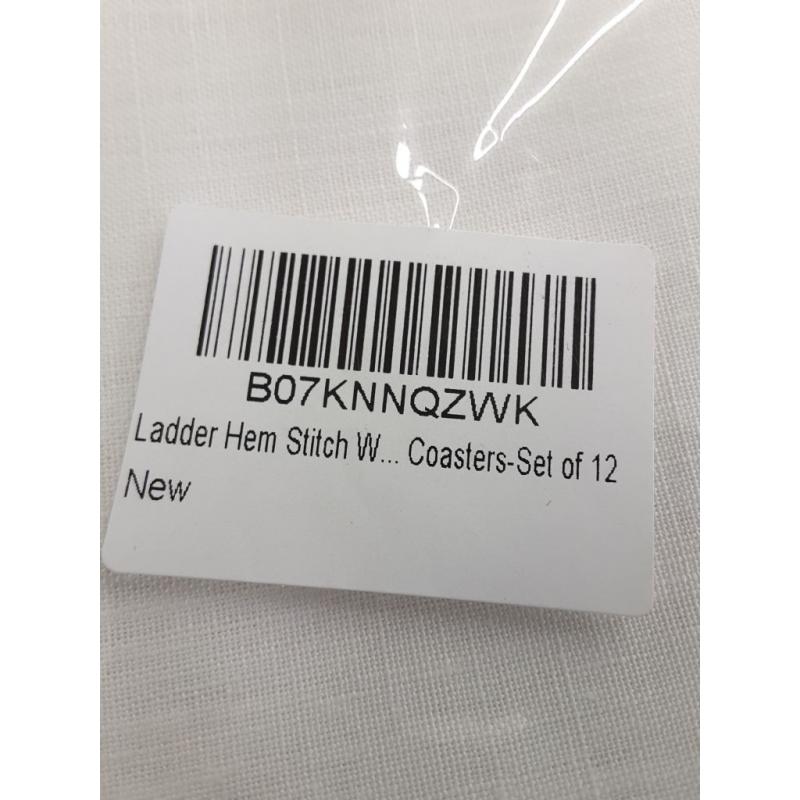 B07KNNQZWK
Ladder Hem Stitch W... Coasters-Set of 12
New